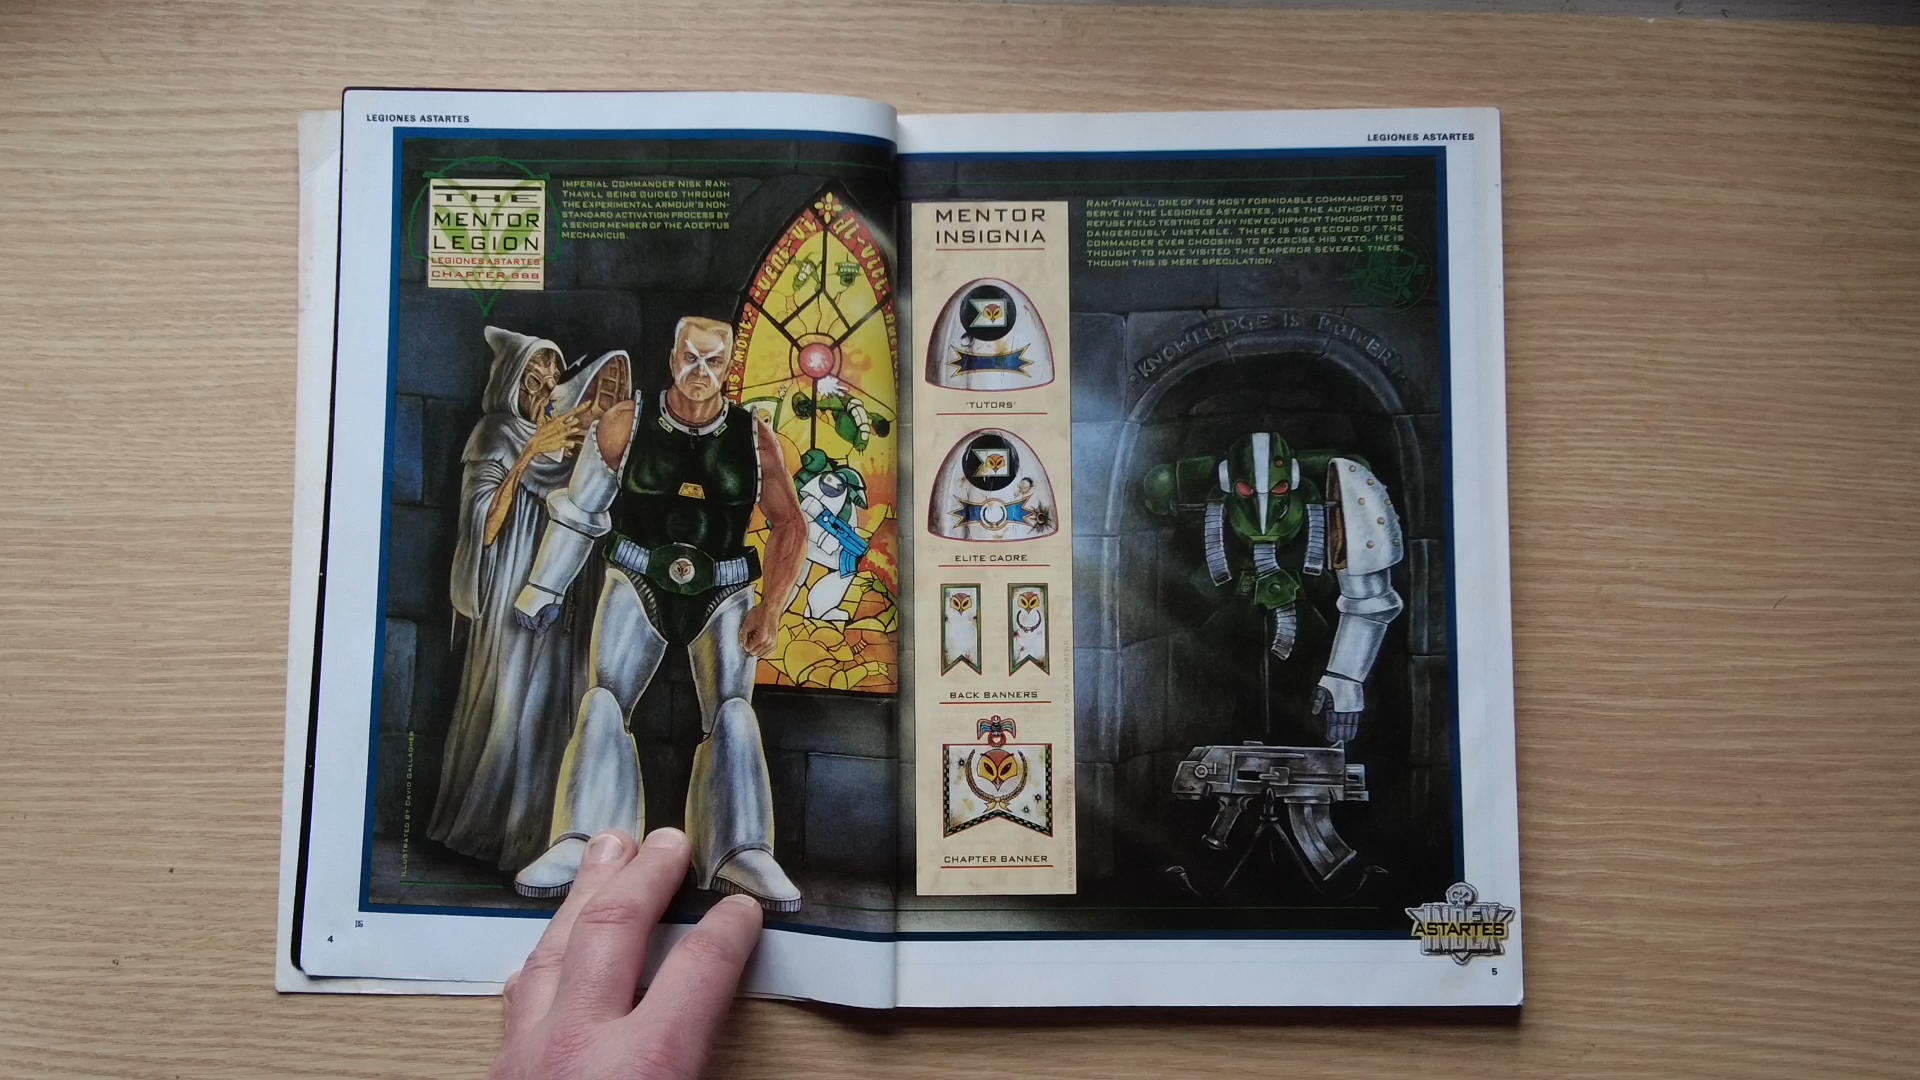 LEGIONES ASTARTES
THE
MENTOR
LEGION
LEGIONES ASTARTES
CHAPTER 888
IMPERIAL COMMANDER NISK RAN-
THAWLL BEING GUIDED THROUGH
THE EXPERIMENTAL ARMOUR'S NON-
STANDARD ACTIVATION PROCESS BY
A SENIOR MEMBER OF THE ADEPTUS
MECHANICUS.
ILLUSTRATED BY DAVID GALLAGHER
DG
4
LEGIONES ASTARTES
MENTOR
INSIGNIA
'TUTORS'
ELITE CADRE
BACK BANNERS
CHAPTER BANNER
RAN-THAWLL, ONE OF THE MOST FORMIDABLE COMMANDERS TO
SERVE IN THE LEGIONES ASTARTES, HAS THE AUTHORITY TO
REFUSE FIELD TESTING OF ANY NEW EQUIPMENT THOUGHT TO BE
DANGEROUSLY UNSTABLE. THERE IS NO RECORD OF THE
COMMANDER EVER CHOOSING TO EXERCISE HIS VETO. HE IS
THOUGHT TO HAVE VISITED THE EMPEROR SEVERAL TIMES,
THOUGH THIS IS MERE SPECULATION.
KNOWLEDGE IS POWER
INDEX
ASTARTES
5